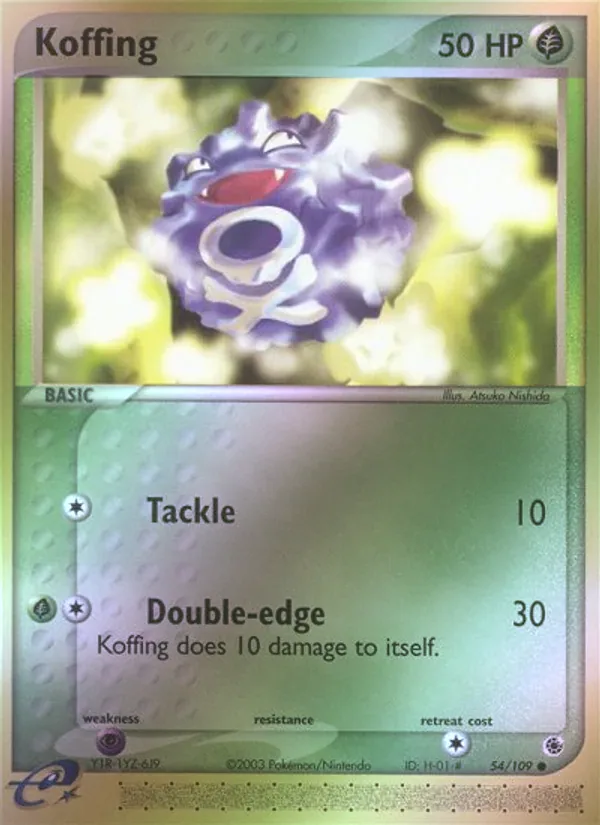 Koffing
50 HP
BASIC
Illus. Atsuko Nishida
Tackle 10
Double-edge 30
Koffing does 10 damage to itself.
weakness resistance retreat cost
Y1R-1YZ-6J9 ©2003 Pokémon/Nintendo ID: H-01-# 54/109
e